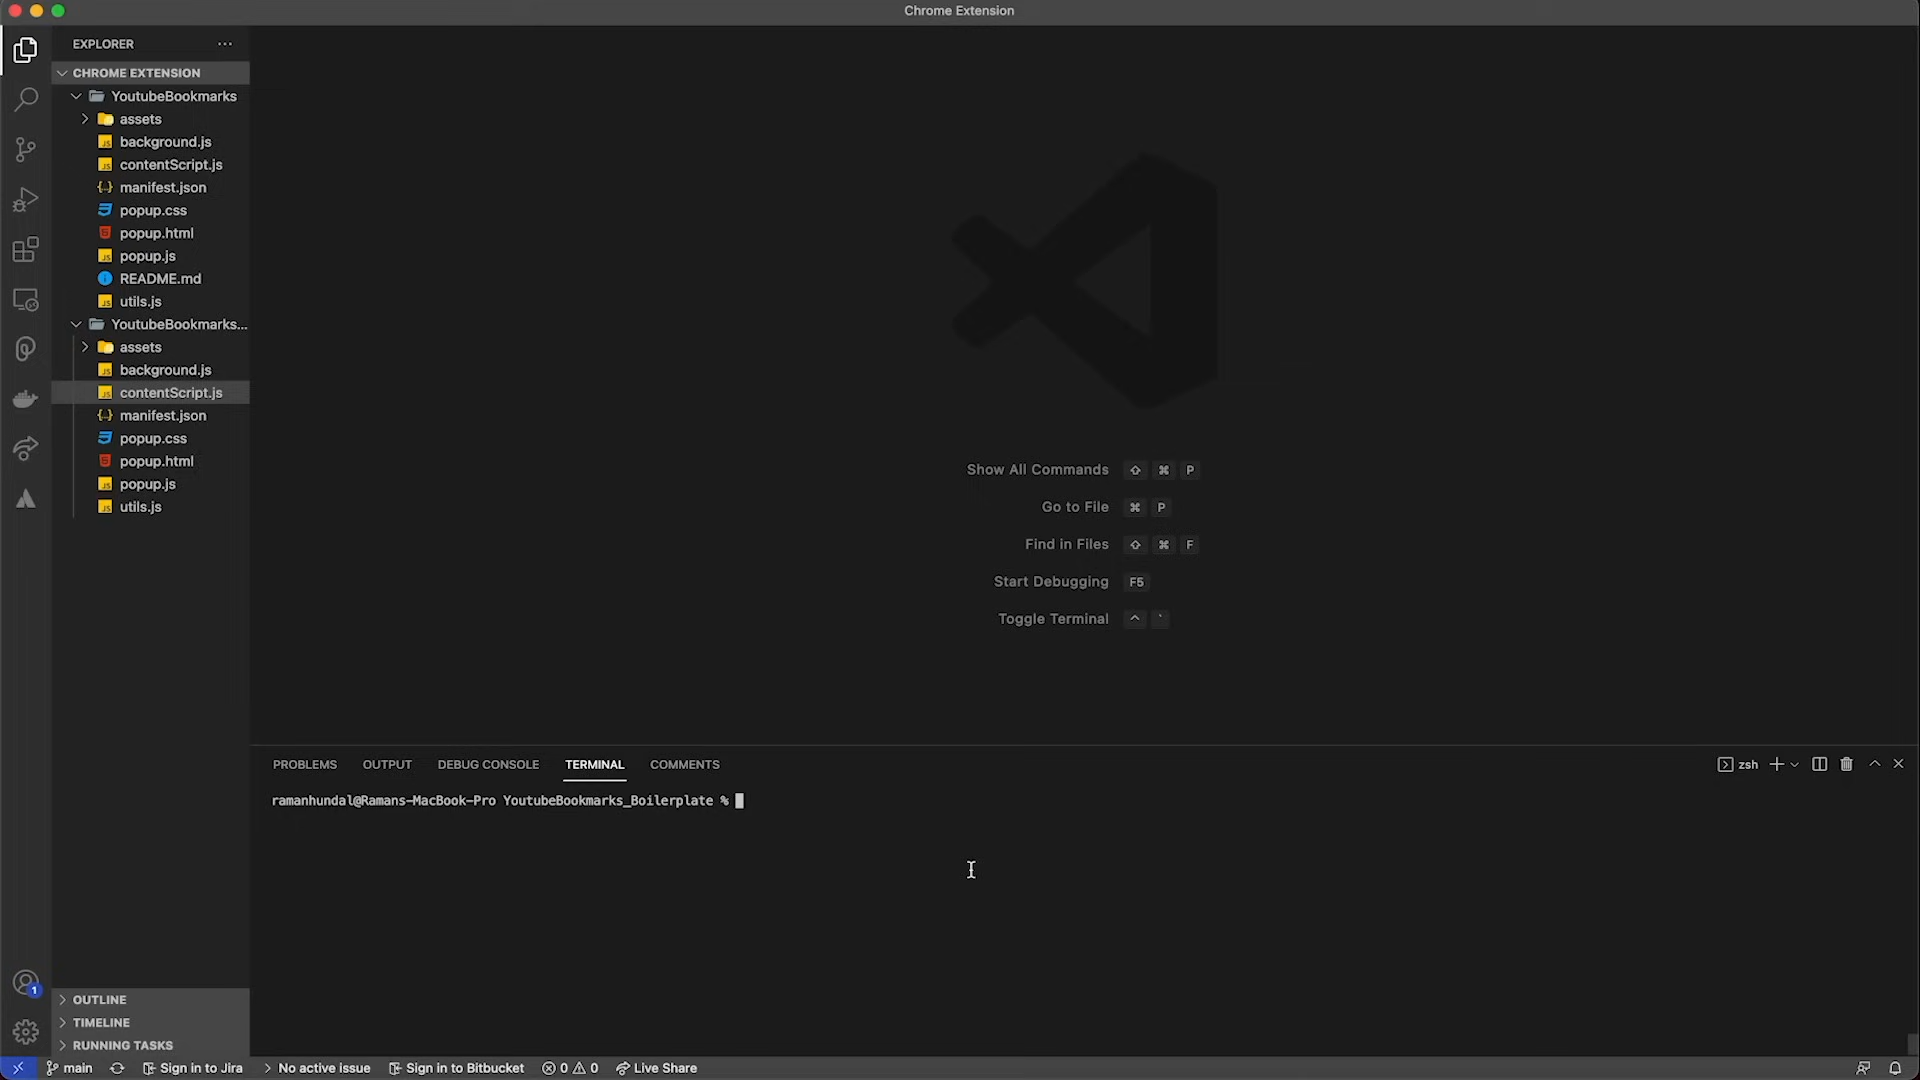 Chrome Extension
EXPLORER
CHROME EXTENSION
YoutubeBookmarks
assets
background.js
contentScript.js
manifest.json
popup.css
popup.html
popup.js
README.md
utils.js
YoutubeBookmarks...
assets
background.js
contentScript.js
manifest.json
popup.css
popup.html
popup.js
utils.js
OUTLINE
TIMELINE
RUNNING TASKS
Show All Commands ⇧ ⌘ P
Go to File ⌘ P
Find in Files ⇧ ⌘ F
Start Debugging F5
Toggle Terminal ^ `
PROBLEMS OUTPUT DEBUG CONSOLE TERMINAL COMMENTS zsh
ramanhundal@Ramans-MacBook-Pro YoutubeBookmarks_Boilerplate %
1
main Sign in to Jira No active issue Sign in to Bitbucket 0 0 Live Share